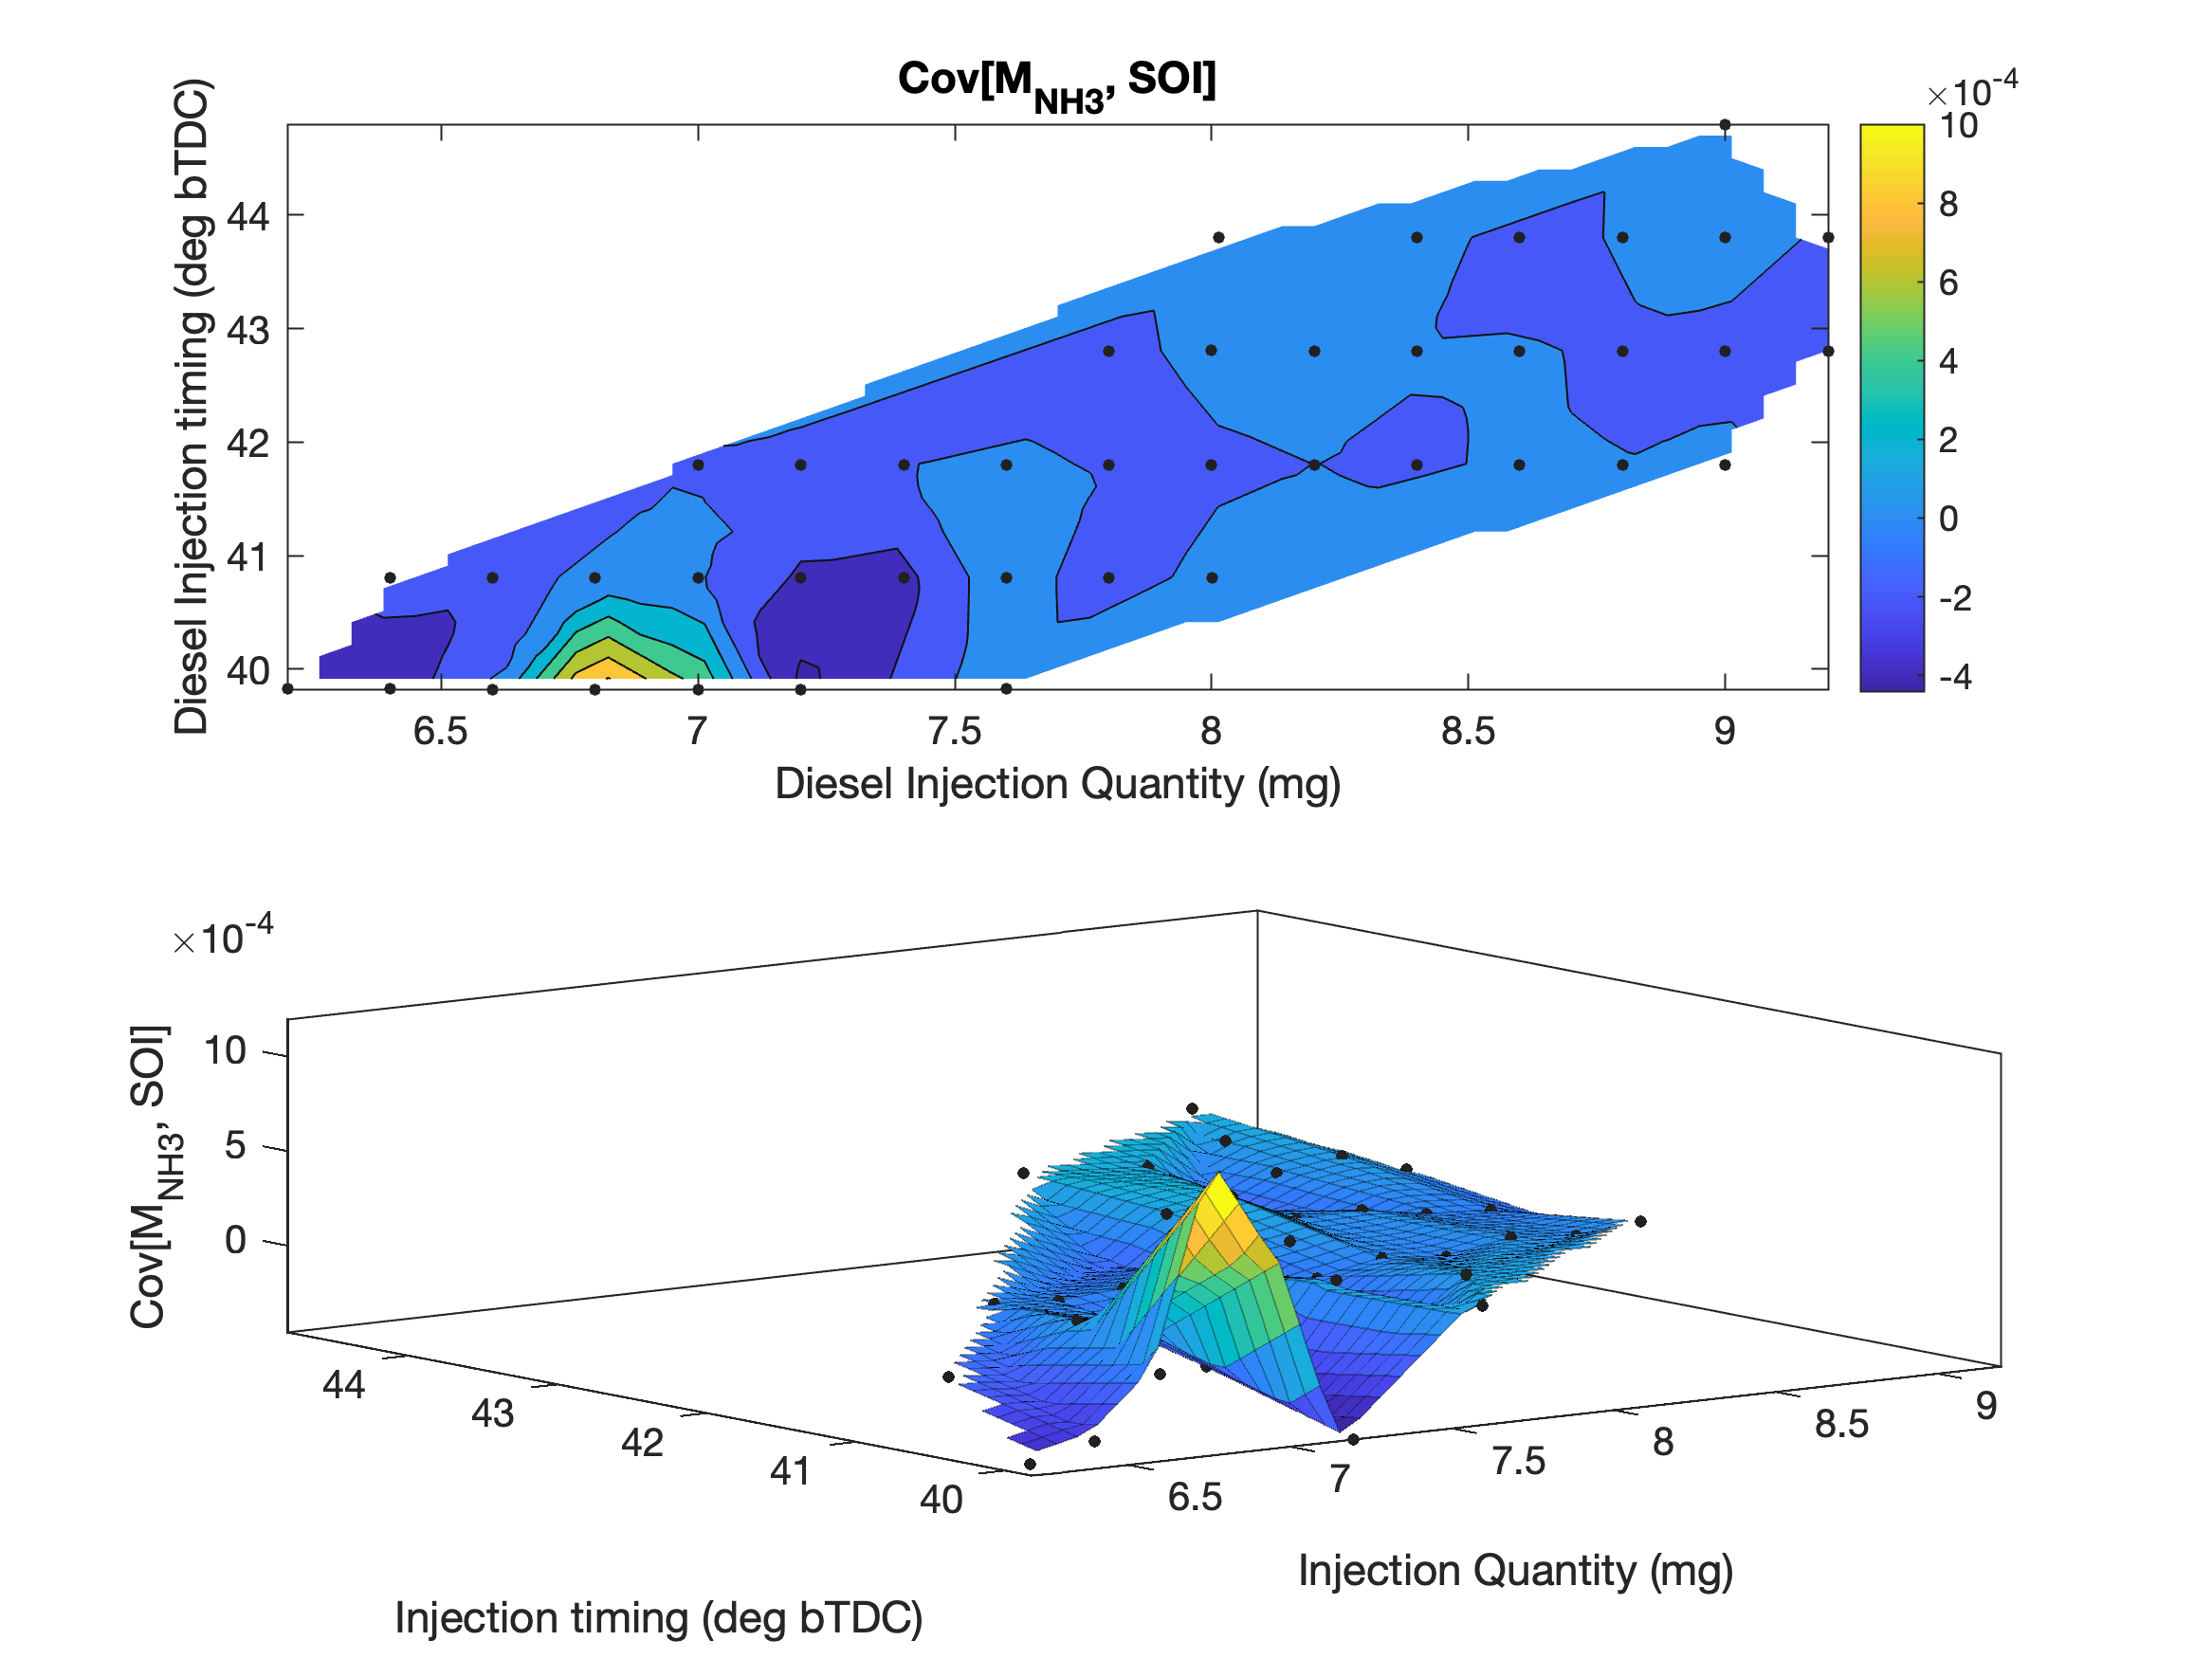 Cov[M_NH3, SOI]
×10^-4
Diesel Injection timing (deg bTDC)
44
43
42
41
40
6.5 7 7.5 8 8.5 9
Diesel Injection Quantity (mg)
10
8
6
4
2
0
-2
-4
×10^-4
Cov[M_NH3, SOI]
10
5
0
44 43 42 41 40
6.5 7 7.5 8 8.5 9
Injection Quantity (mg)
Injection timing (deg bTDC)